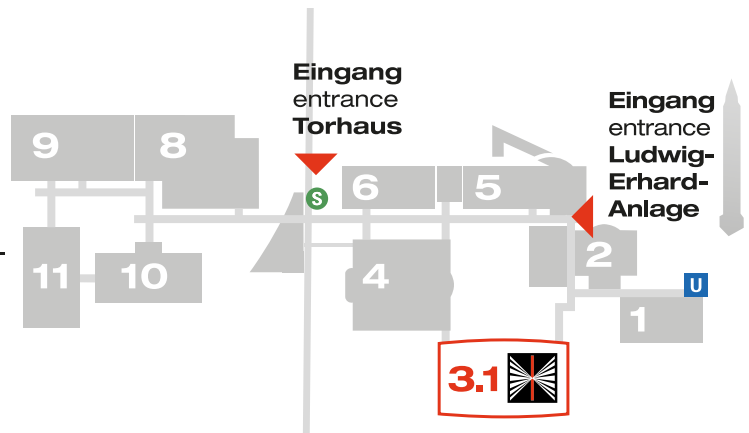 Eingang
entrance
Torhaus
Eingang
entrance
Ludwig-
Erhard-
Anlage
9
8
S
6
5
2
11
10
4
U
1
3.1